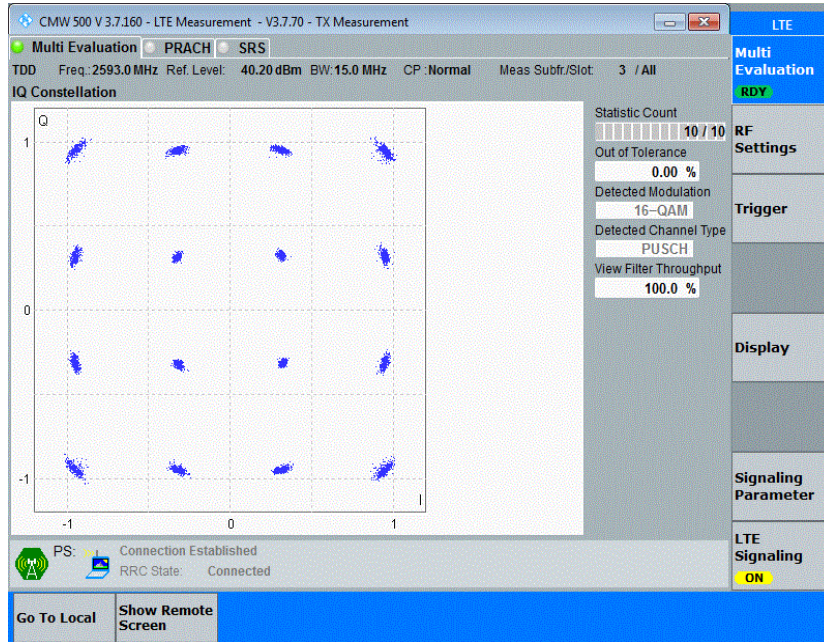 CMW 500 V 3.7.160 - LTE Measurement - V3.7.70 - TX Measurement
LTE
Multi Evaluation PRACH SRS
Multi
Evaluation
RDY
TDD Freq.:2593.0 MHz Ref. Level: 40.20 dBm BW:15.0 MHz CP :Normal Meas Subfr./Slot: 3 / All
IQ Constellation
Q
1
0
-1
-1 0 1
I
Statistic Count
10 / 10
Out of Tolerance
0.00 %
Detected Modulation
16-QAM
Detected Channel Type
PUSCH
View Filter Throughput
100.0 %
RF
Settings
Trigger
Display
Signaling
Parameter
LTE
Signaling
ON
PS: Connection Established
RRC State: Connected
Go To Local
Show Remote
Screen